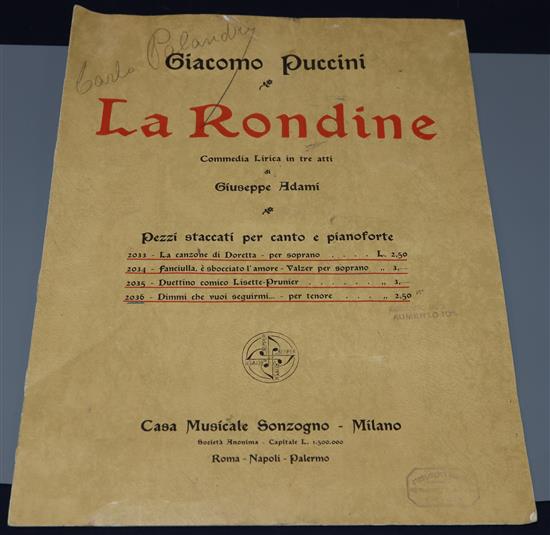 Carlo Palandri
Giacomo Puccini
La Rondine
Commedia Lirica in tre atti
di
Giuseppe Adami
Pezzi staccati per canto e pianoforte
2033 - La canzone di Doretta - per soprano . . . . L. 2,50
2034 - Fanciulla, è sbocciato l'amore - Valzer per soprano „ 3,—
2035 - Duettino comico Lisette-Prunier . . . . . „ 3,—
2036 - Dimmi che vuoi seguirmi... - per tenore . . . . „ 2,50
AUMENTO 10%
Casa Musicale Sonzogno - Milano
Società Anonima - Capitale L. 1.300.000
Roma - Napoli - Palermo